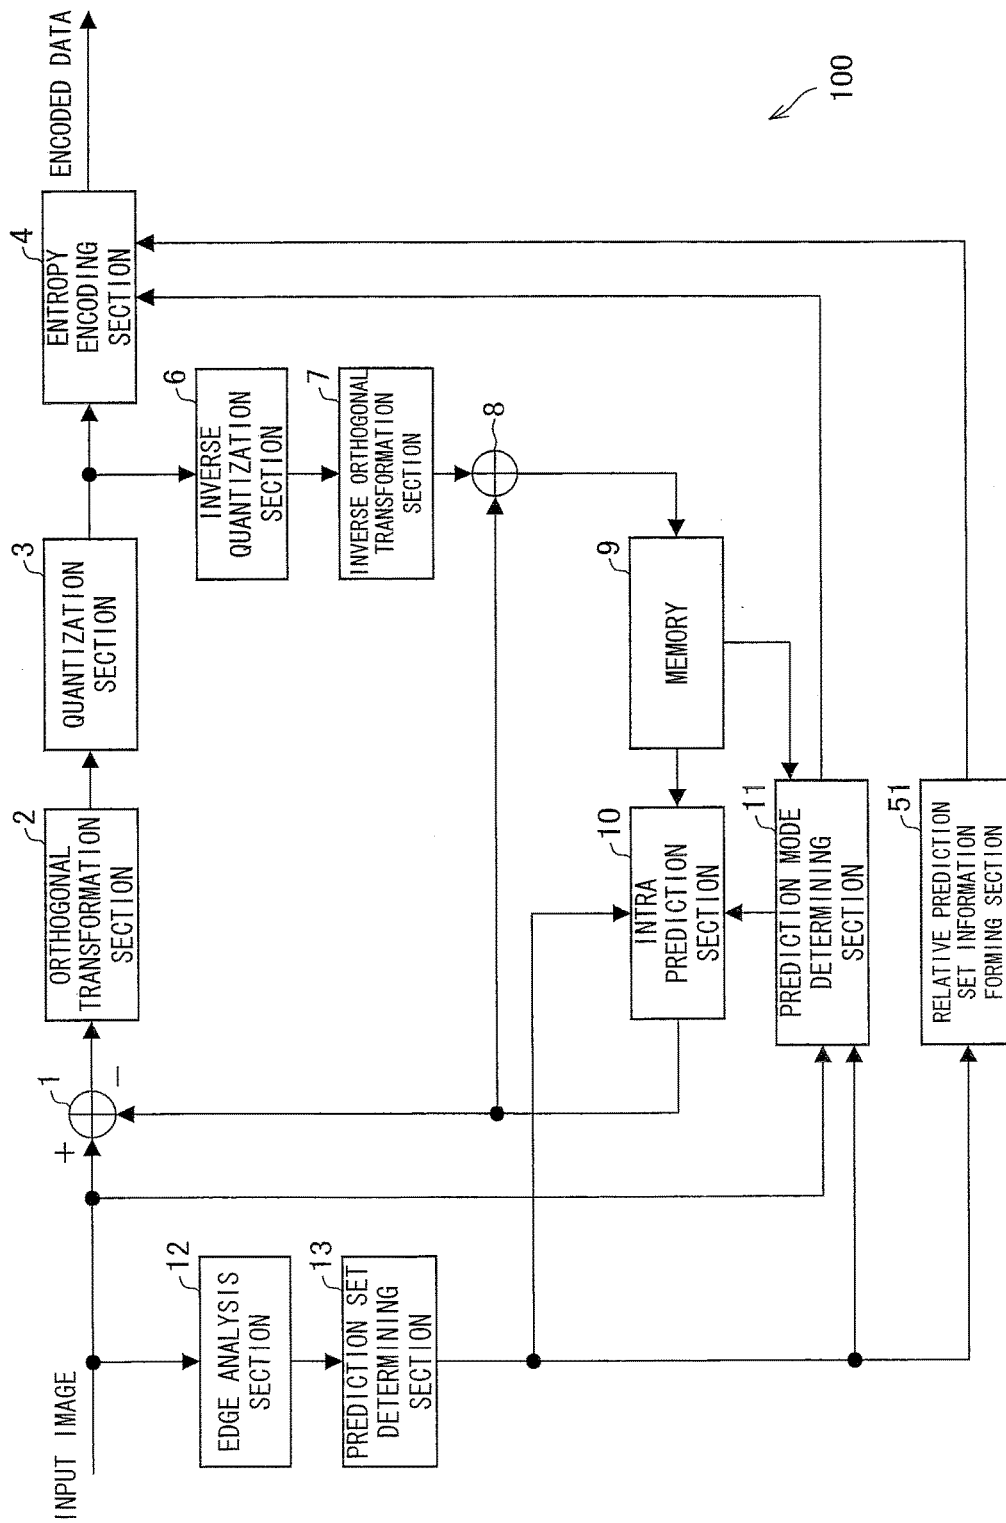 INPUT IMAGE
+
1
−
2
ORTHOGONAL
TRANSFORMATION
SECTION
3
QUANTIZATION
SECTION
4
ENTROPY
ENCODING
SECTION
ENCODED DATA
12
EDGE ANALYSIS
SECTION
6
INVERSE
QUANTIZATION
SECTION
13
PREDICTION SET
DETERMINING
SECTION
7
INVERSE ORTHOGONAL
TRANSFORMATION
SECTION
8
10
INTRA
PREDICTION
SECTION
9
MEMORY
11
PREDICTION MODE
DETERMINING
SECTION
51
RELATIVE PREDICTION
SET INFORMATION
FORMING SECTION
100